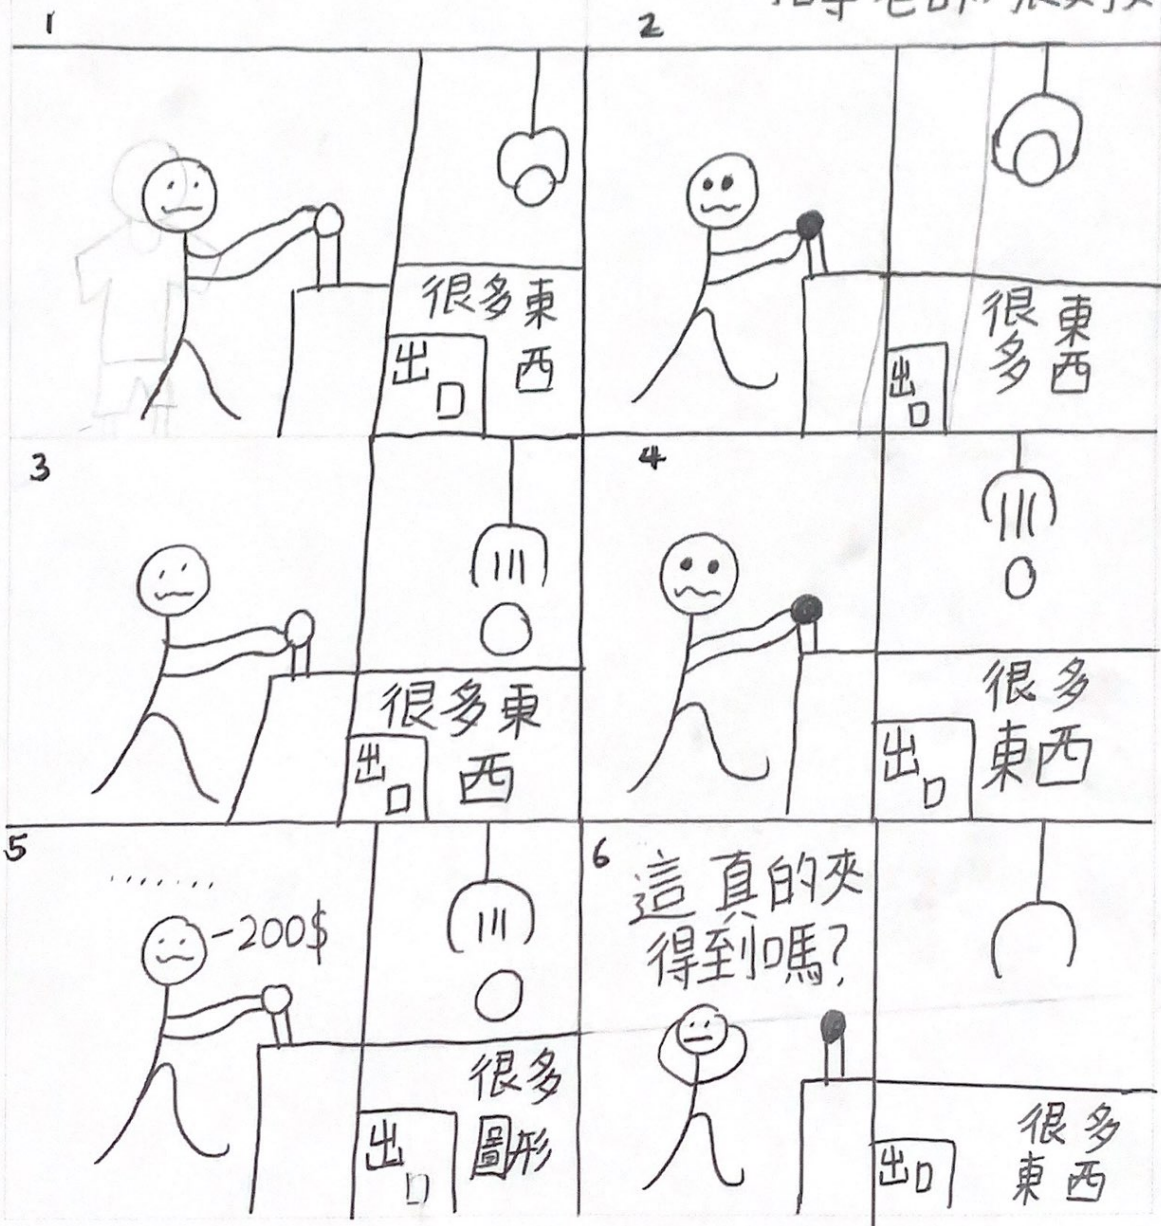 1
很多東
西
出
口
2
很東
多西
出
口
3
很多東
西
出
口
4
很多
東西
出
口
5
......
-200$
很多
圖形
出
口
6
這真的夾
得到嗎?
很多
東西
出口